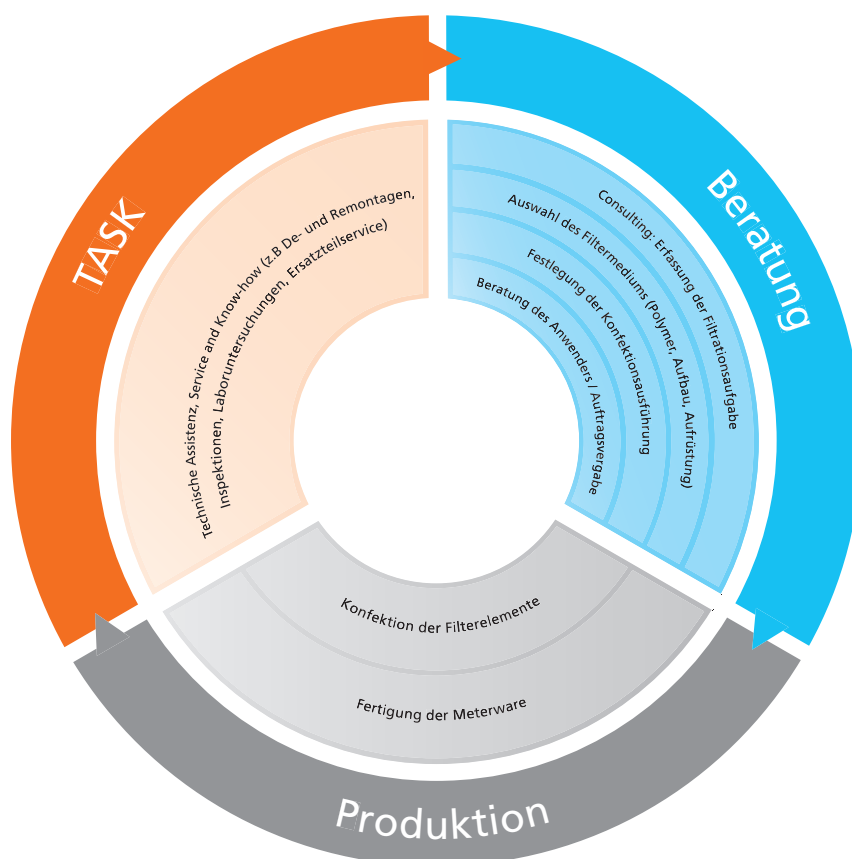 TASK
Technische Assistenz, Service and Know-how (z.B De- und Remontagen,
Inspektionen, Laboruntersuchungen, Ersatzteilservice)
Beratung
Consulting: Erfassung der Filtrationsaufgabe
Auswahl des Filtermediums (Polymer, Aufbau, Aufrüstung)
Festlegung der Konfektionsausführung
Beratung des Anwenders / Auftragsvergabe
Konfektion der Filterelemente
Fertigung der Meterware
Produktion